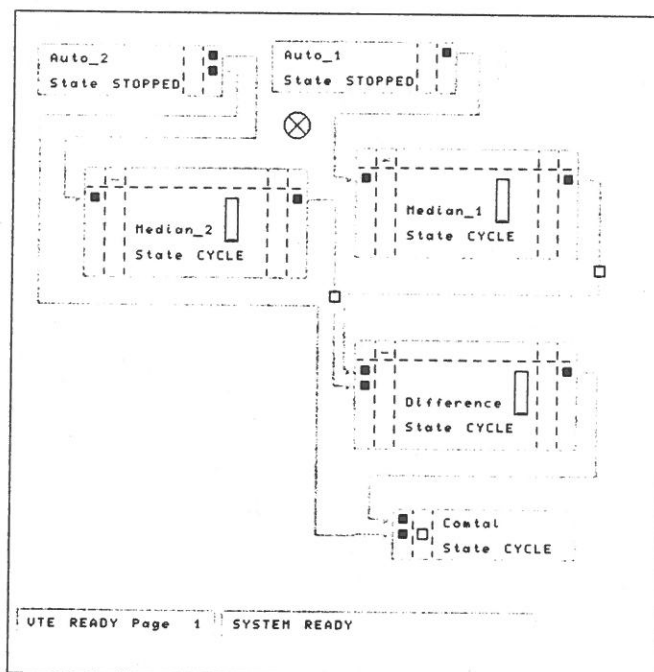 Auto_2
State STOPPED
Auto_1
State STOPPED
Median_2
State CYCLE
Median_1
State CYCLE
Difference
State CYCLE
Comtal
State CYCLE
VTE READY Page 1
SYSTEM READY